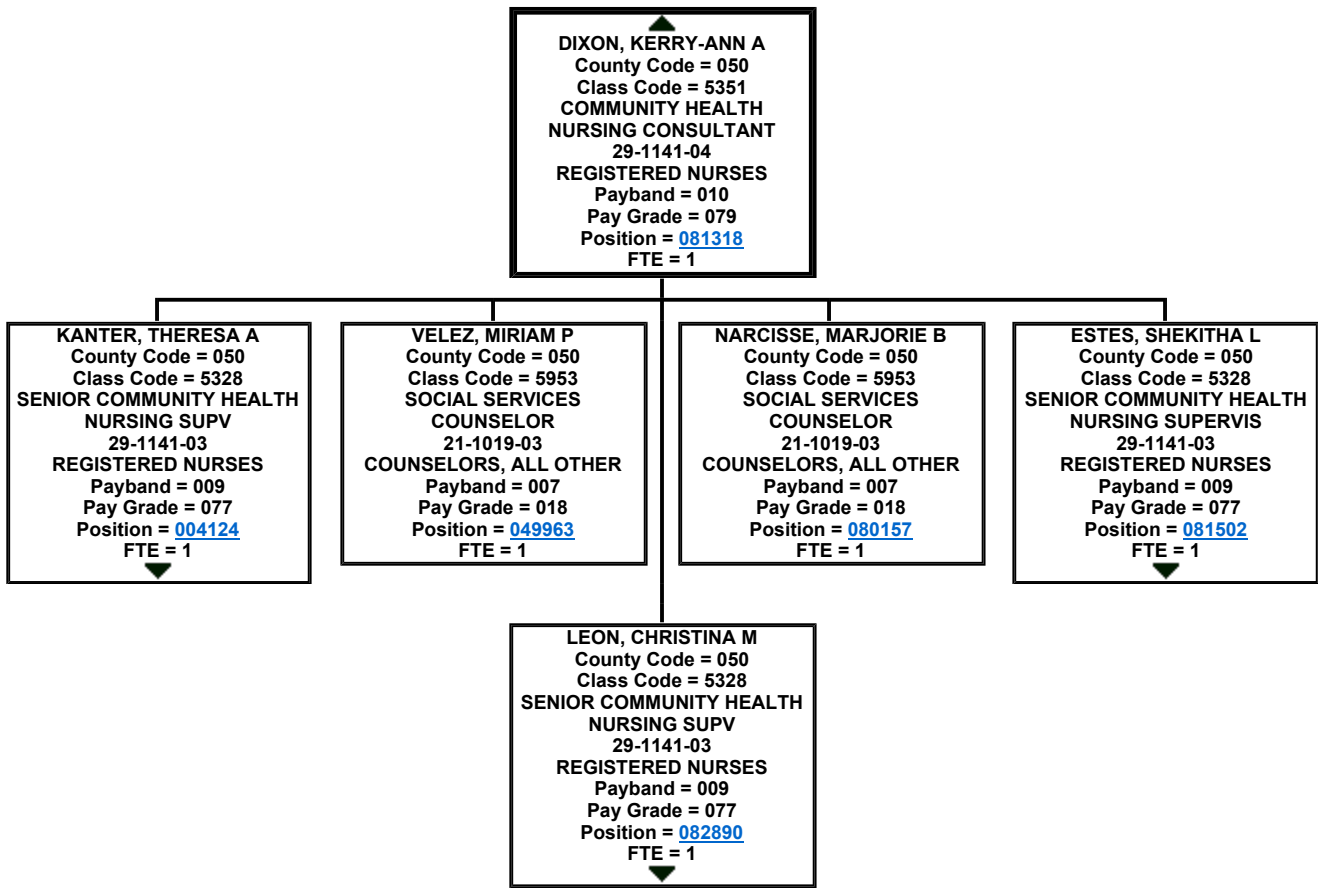 DIXON, KERRY-ANN A
County Code = 050
Class Code = 5351
COMMUNITY HEALTH
NURSING CONSULTANT
29-1141-04
REGISTERED NURSES
Payband = 010
Pay Grade = 079
Position = 081318
FTE = 1
KANTER, THERESA A
County Code = 050
Class Code = 5328
SENIOR COMMUNITY HEALTH
NURSING SUPV
29-1141-03
REGISTERED NURSES
Payband = 009
Pay Grade = 077
Position = 004124
FTE = 1
VELEZ, MIRIAM P
County Code = 050
Class Code = 5953
SOCIAL SERVICES
COUNSELOR
21-1019-03
COUNSELORS, ALL OTHER
Payband = 007
Pay Grade = 018
Position = 049963
FTE = 1
NARCISSE, MARJORIE B
County Code = 050
Class Code = 5953
SOCIAL SERVICES
COUNSELOR
21-1019-03
COUNSELORS, ALL OTHER
Payband = 007
Pay Grade = 018
Position = 080157
FTE = 1
ESTES, SHEKITHA L
County Code = 050
Class Code = 5328
SENIOR COMMUNITY HEALTH
NURSING SUPERVIS
29-1141-03
REGISTERED NURSES
Payband = 009
Pay Grade = 077
Position = 081502
FTE = 1
LEON, CHRISTINA M
County Code = 050
Class Code = 5328
SENIOR COMMUNITY HEALTH
NURSING SUPV
29-1141-03
REGISTERED NURSES
Payband = 009
Pay Grade = 077
Position = 082890
FTE = 1